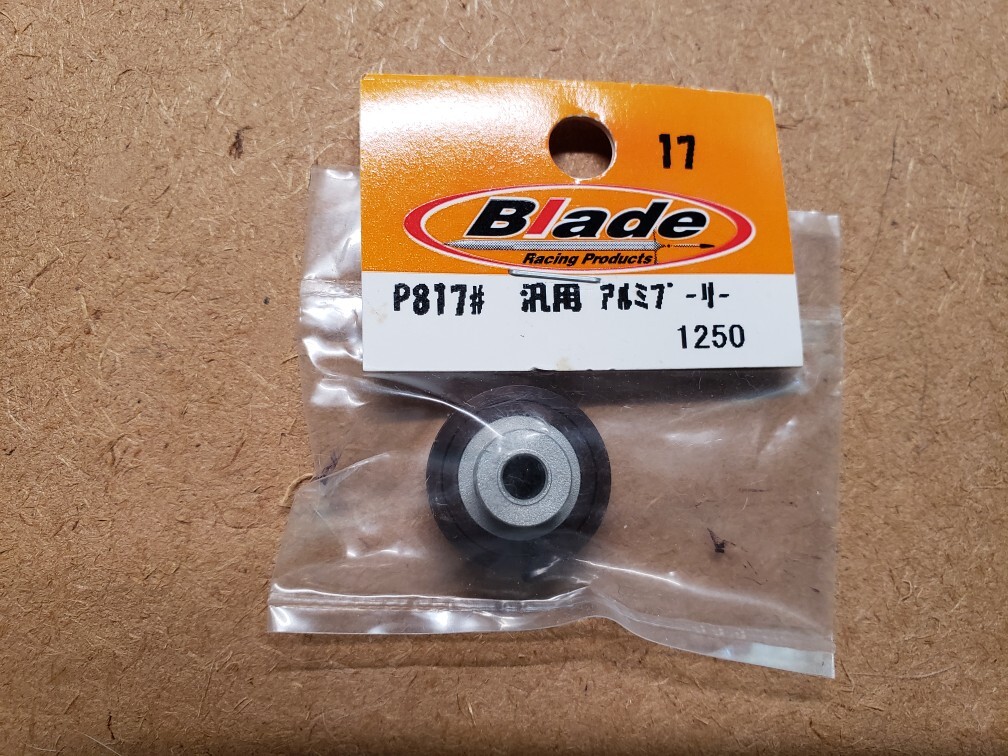 17
Blade
Racing Products
P817# 汎用 ｱﾙﾐﾌﾟｰﾘｰ
1250